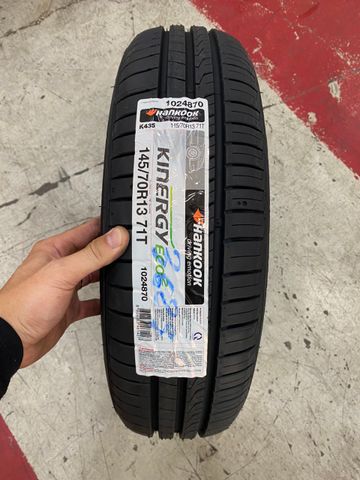 1024870
HANKOOK
K435
145/70R13 71T
HANKOOK
driving emotion
KINERGY
ECO2
145/70R13 71T
1024870